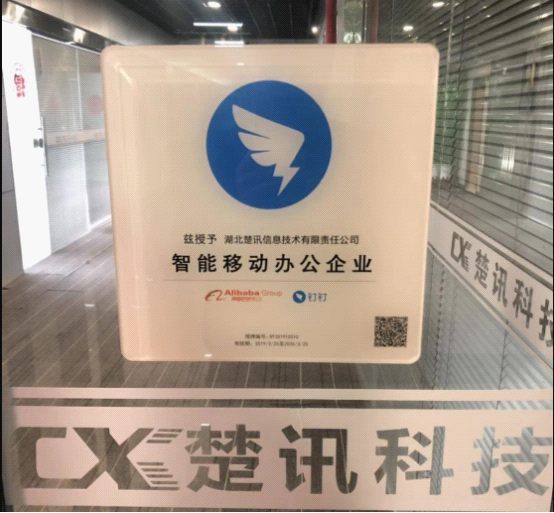 兹授予 湖北楚讯信息技术有限责任公司
智能移动办公企业
Alibaba Group 钉钉
CX 楚讯科技
CX 楚讯科技